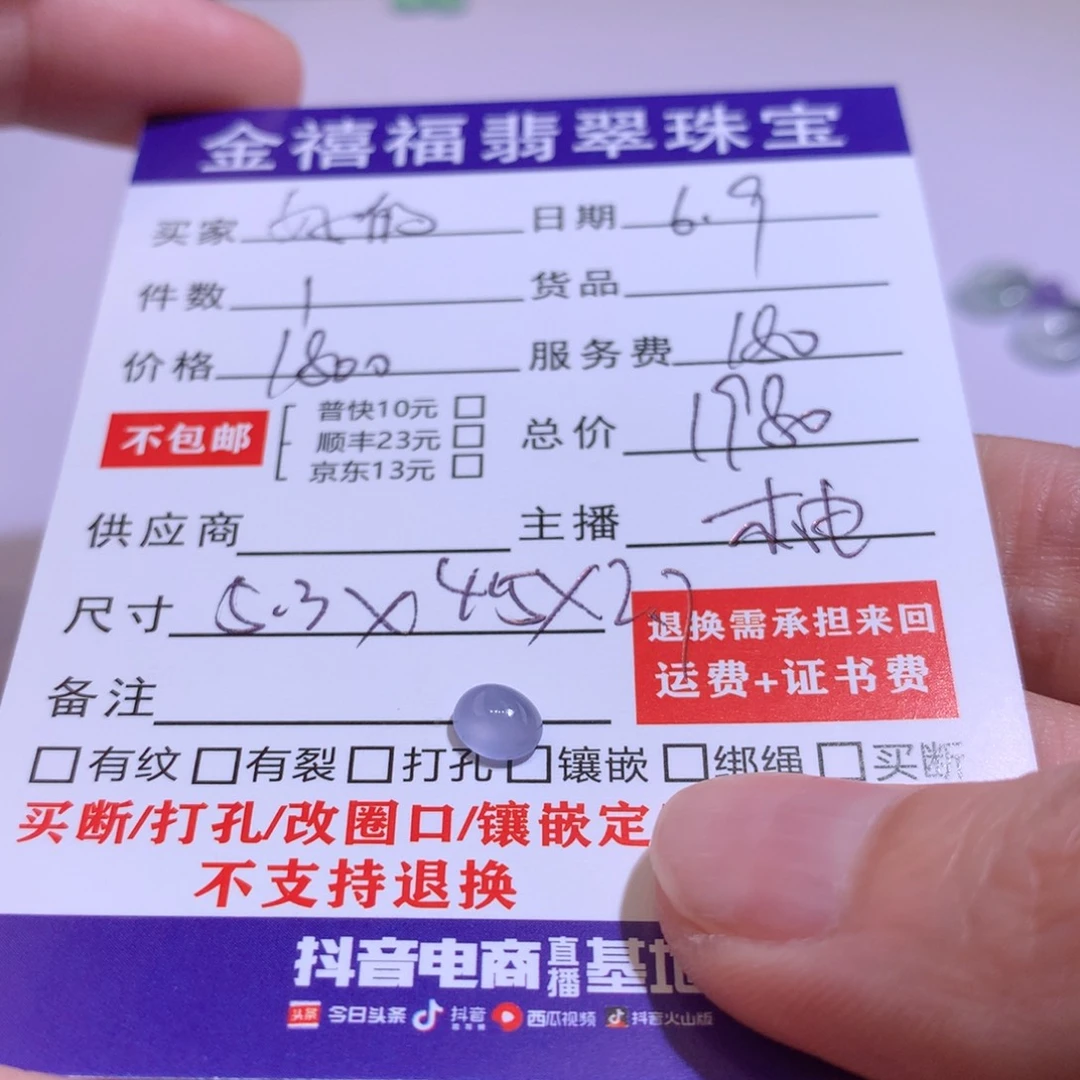 金禧福翡翠珠宝
买家 日期 6.9
件数 1 货品
价格 1800 服务费 180
不包邮 普快10元 总价 1980
顺丰23元
京东13元
供应商 主播
尺寸 5.3X 45X2
退换需承担来回
运费+证书费
备注
有纹 有裂 打孔 镶嵌 绑绳 买断
买断/打孔/改圈口/镶嵌定
不支持退换
抖音电商直播基地
头条 今日头条 抖音 西瓜视频 抖音火山版